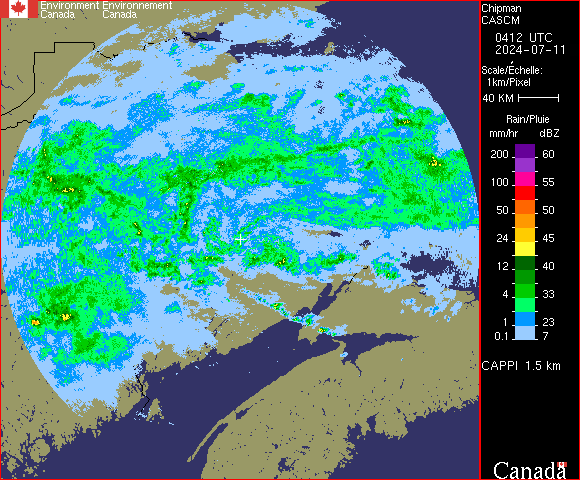 Environment Environnement
Canada Canada
Chipman
CASCM
0412 UTC
2024-07-11
Scale/Échelle:
1km/Pixel
40 KM
Rain/Pluie
mm/hr dBZ
200 60
100 55
50 50
24 45
12 40
4 33
1 23
0.1 7
CAPPI 1.5 km
Canada